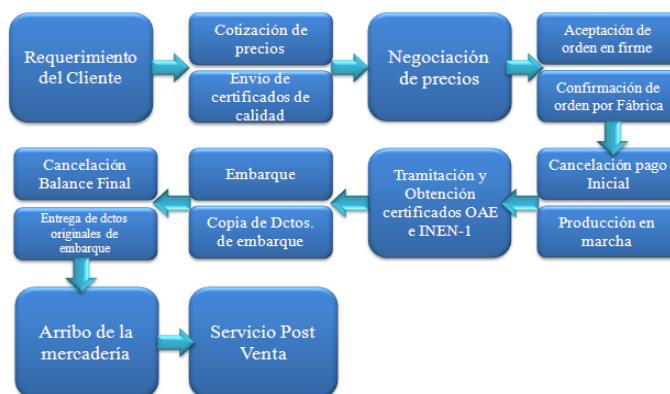 Requerimiento
del Cliente
Cotización de
precios
Envío de
certificados de
calidad
Negociación
de precios
Aceptación de
orden en firme
Confirmación de
orden por Fábrica
Cancelación pago
Inicial
Producción en
marcha
Tramitación y
Obtención
certificados OAE
e INEN-1
Embarque
Copia de Dctos.
de embarque
Cancelación
Balance Final
Entrega de dctos
originales de
embarque
Arribo de la
mercadería
Servicio Post
Venta